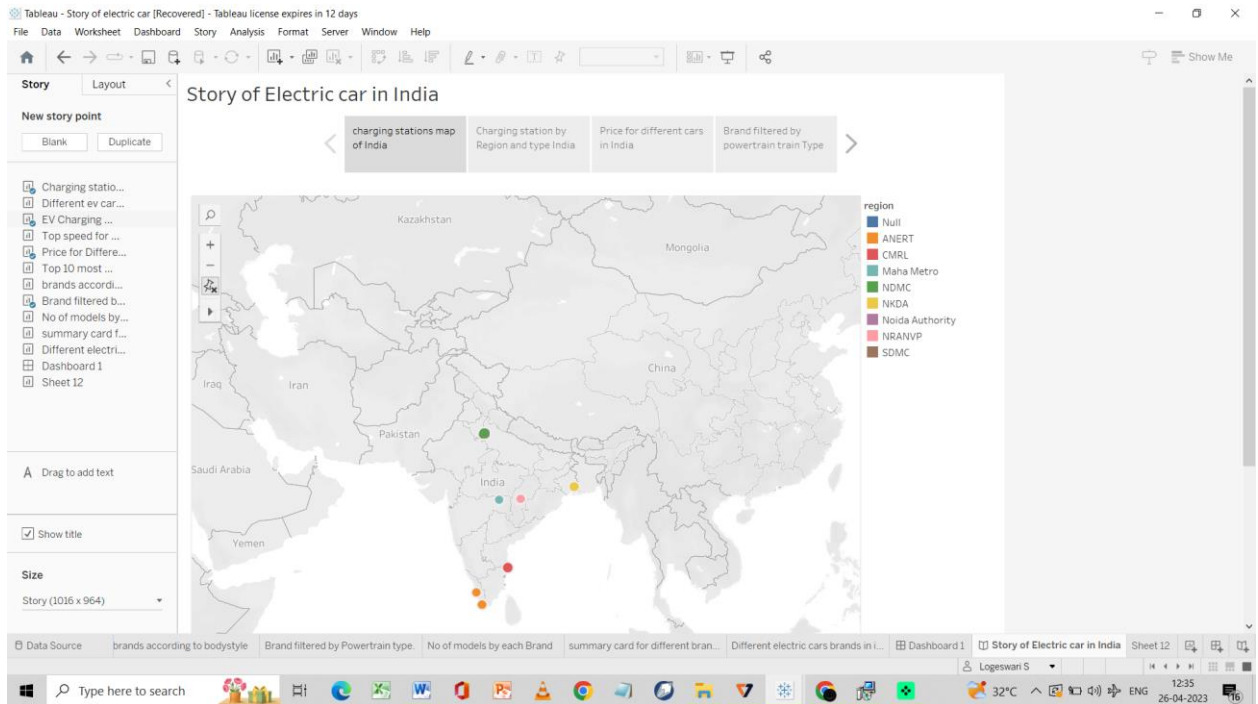 Tableau - Story of electric car [Recovered] - Tableau license expires in 12 days
File Data Worksheet Dashboard Story Analysis Format Server Window Help
Show Me
Story Layout
New story point
Blank Duplicate
Charging statio...
Different ev car...
EV Charging ...
Top speed for ...
Price for Differe...
Top 10 most ...
brands accordi...
Brand filtered b...
No of models by...
summary card f...
Different electri...
Dashboard 1
Sheet 12
A Drag to add text
Show title
Size
Story (1016 x 964)
Story of Electric car in India
charging stations map
of India
Charging station by
Region and type India
Price for different cars
in India
Brand filtered by
powertrain train Type
Kazakhstan
Mongolia
China
Iraq
Iran
Pakistan
Saudi Arabia
India
Yemen
region
Null
ANERT
CMRL
Maha Metro
NDMC
NKDA
Noida Authority
NRANVP
SDMC
Data Source brands according to bodystyle Brand filtered by Powertrain type. No of models by each Brand summary card for different bran... Different electric cars brands in i... Dashboard 1 Story of Electric car in India Sheet 12
Logeswari S
Type here to search
32°C ENG
12:35
26-04-2023
16